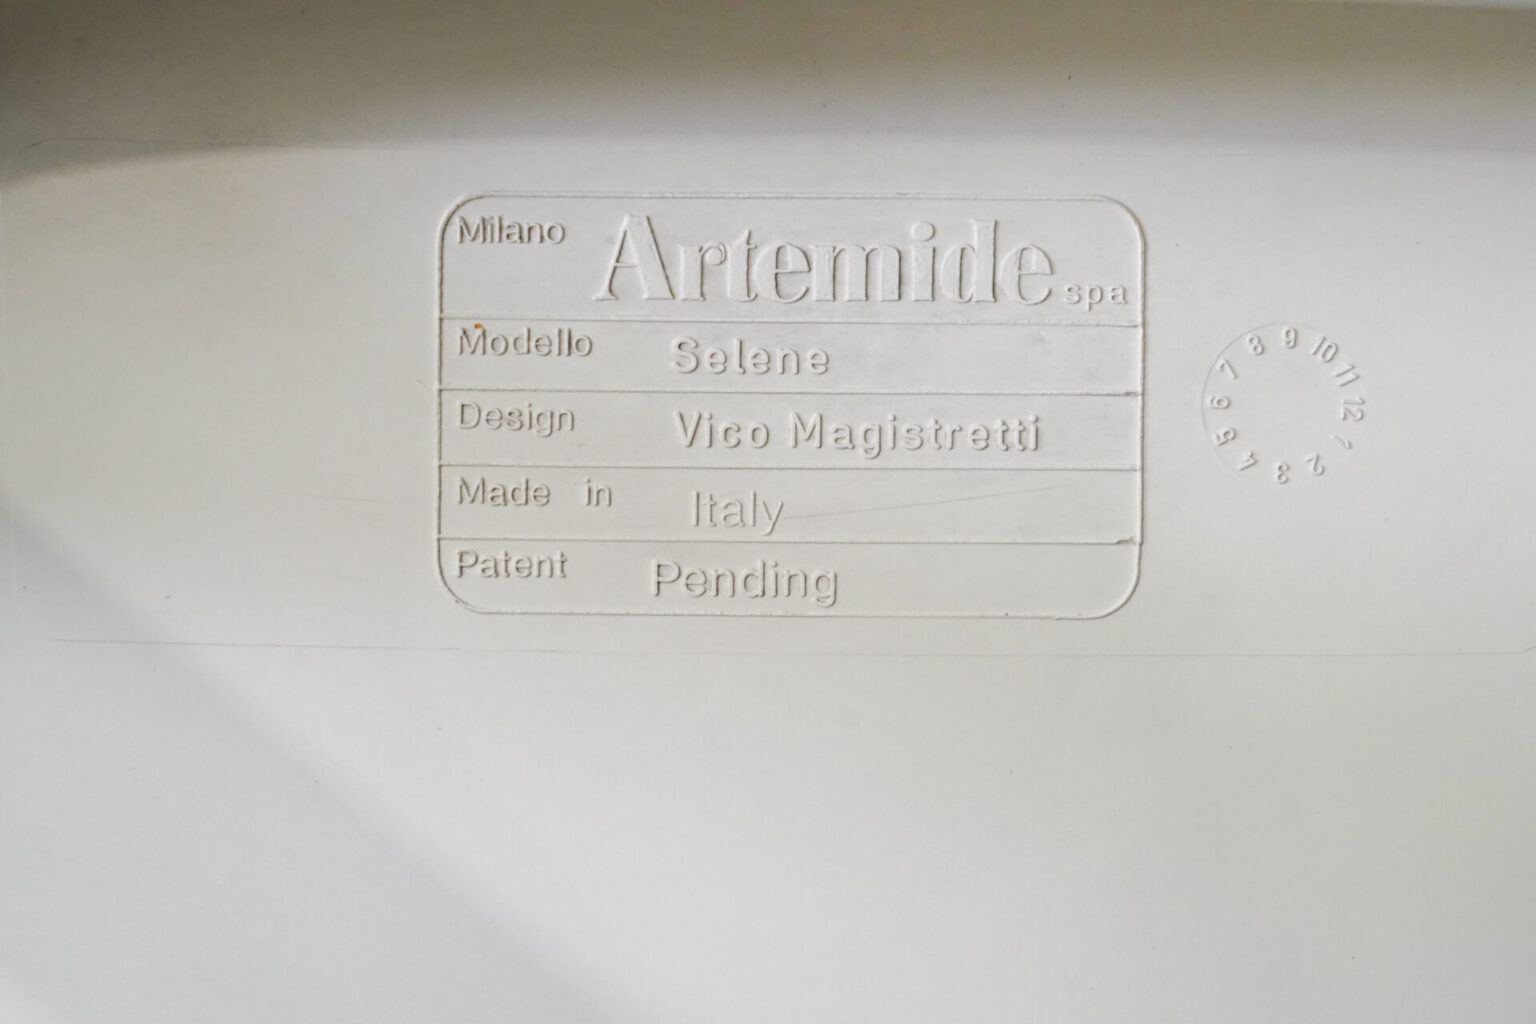 Milano Artemide spa
Modello Selene
Design Vico Magistretti
Made in Italy
Patent Pending
1 2 3 4 5 6 7 8 9 10 11 12